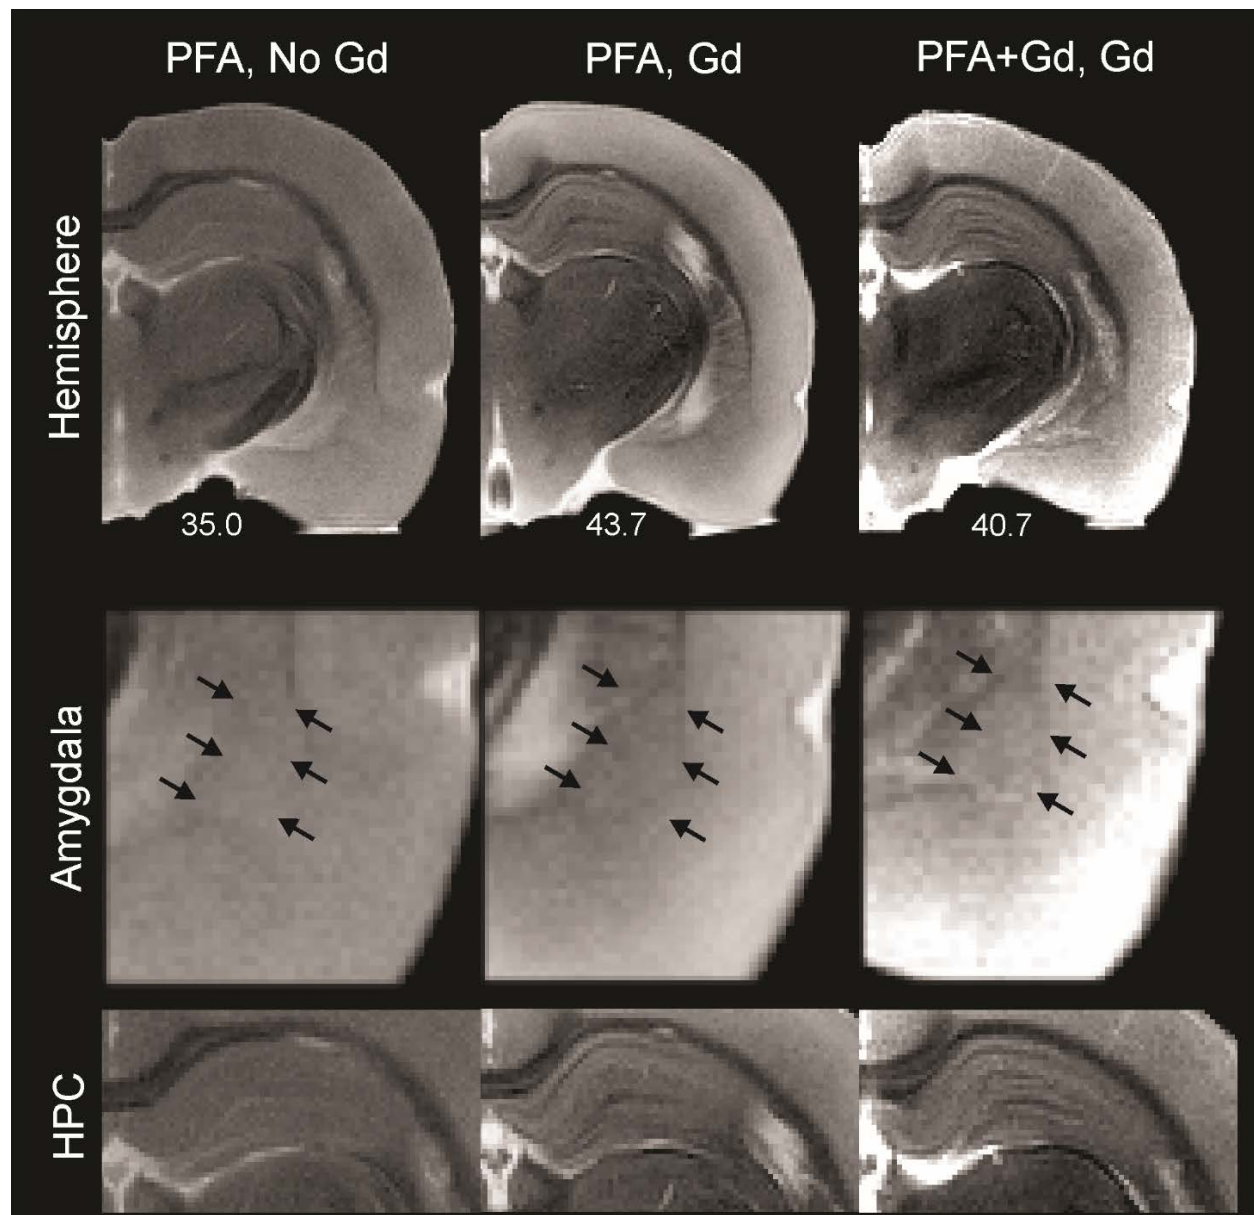 PFA, No Gd
PFA, Gd
PFA+Gd, Gd
Hemisphere
35.0
43.7
40.7
Amygdala
HPC